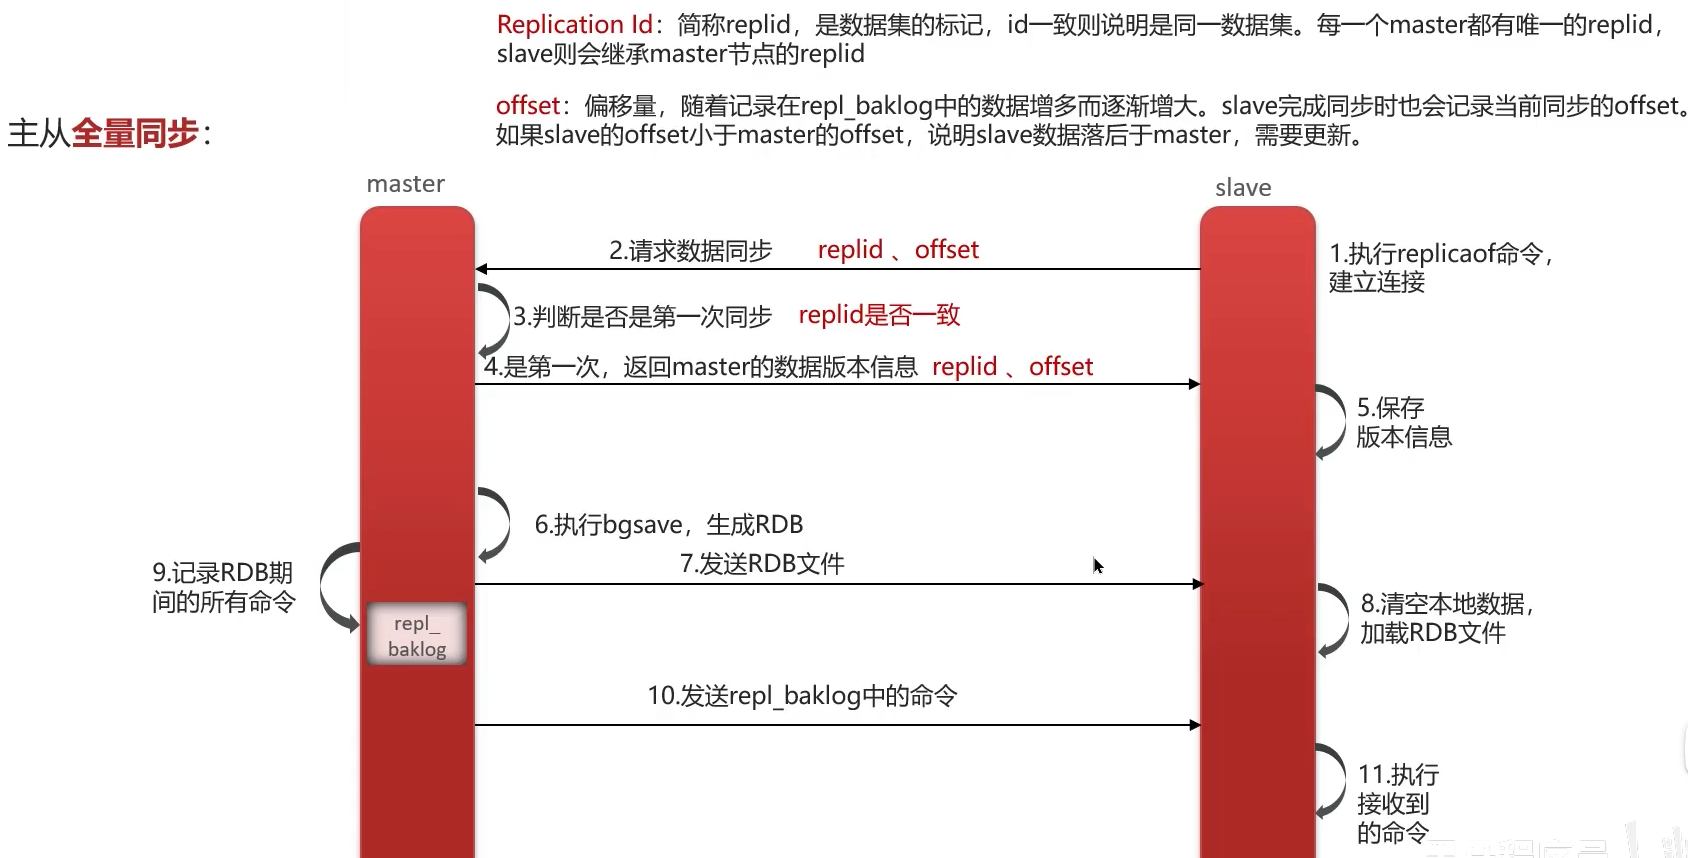 Replication Id：简称replid，是数据集的标记，id一致则说明是同一数据集。每一个master都有唯一的replid，
slave则会继承master节点的replid
offset：偏移量，随着记录在repl_baklog中的数据增多而逐渐增大。slave完成同步时也会记录当前同步的offset。
如果slave的offset小于master的offset，说明slave数据落后于master，需要更新。
主从全量同步：
master
slave
2.请求数据同步 replid 、offset
1.执行replicaof命令，
建立连接
3.判断是否是第一次同步 replid是否一致
4.是第一次，返回master的数据版本信息 replid 、offset
5.保存
版本信息
6.执行bgsave，生成RDB
7.发送RDB文件
9.记录RDB期
间的所有命令
repl_
baklog
8.清空本地数据，
加载RDB文件
10.发送repl_baklog中的命令
11.执行
接收到
的命令